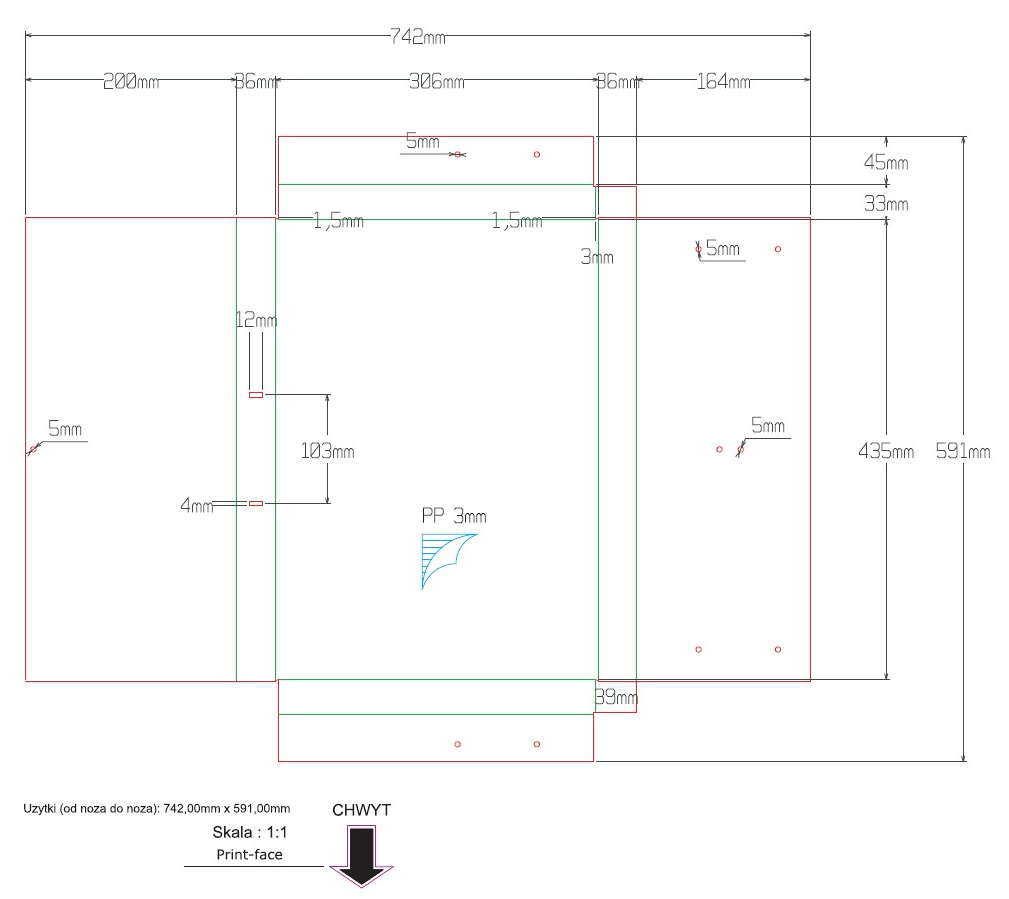 742mm
200mm 36mm 306mm 36mm 164mm
5mm
45mm
33mm
1,5mm 1,5mm
5mm
3mm
12mm
5mm
5mm
103mm
435mm 591mm
4mm
PP 3mm
39mm
Uzytki (od noza do noza): 742,00mm x 591,00mm
CHWYT
Skala : 1:1
Print-face